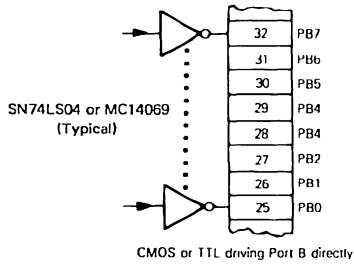 32 PB7
31 PB6
30 PB5
SN74LS04 or MC14069
(Typical)
29 PB4
28 PB4
27 PB2
26 PB1
25 PB0
CMOS or TTL driving Port B directly